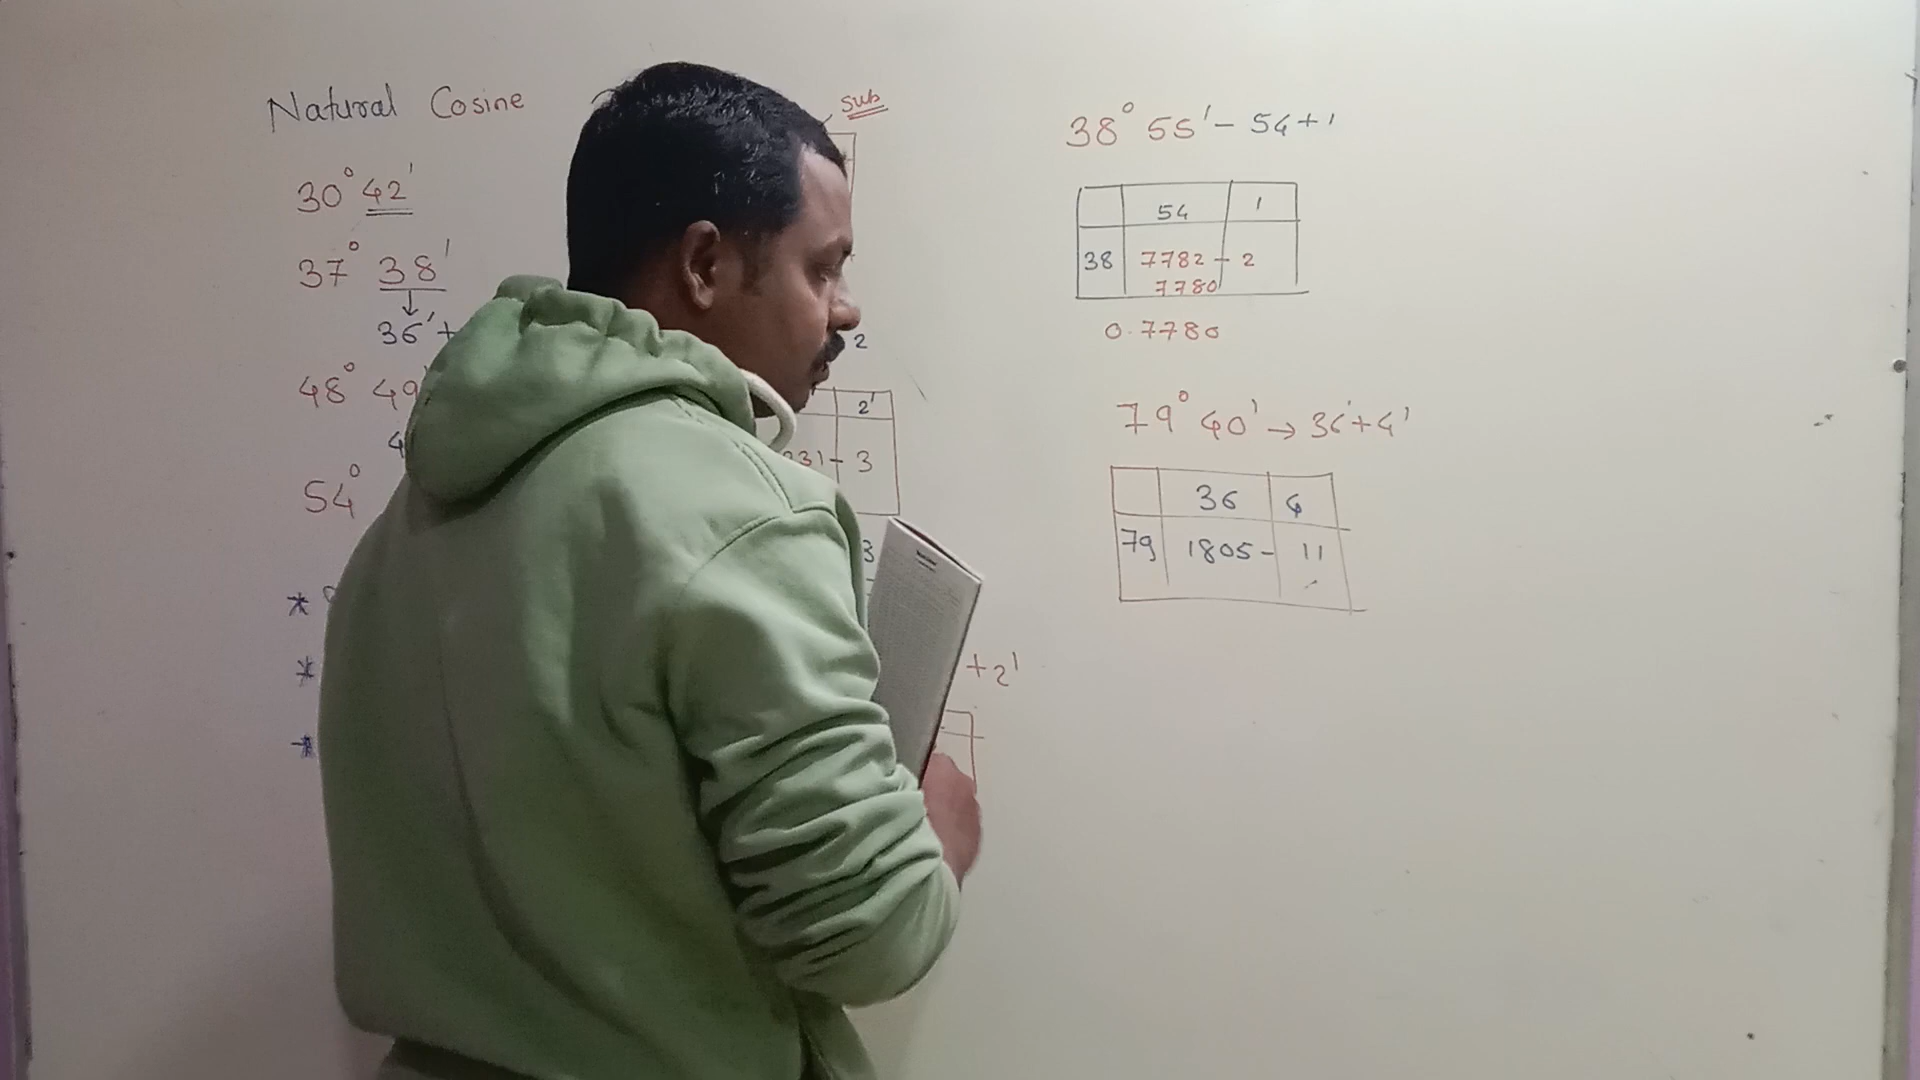 Natural Cosine
30° 42'
37° 38'
↓
36' +
48° 49'
4
54°
*
*
*
Sub
2
2'
231 - 3
3
+2'
38° 55' - 54+1
54 1
38 7782 - 2
7780
0.7780
79° 40' → 36'+4'
36 4
79 1805 - 11